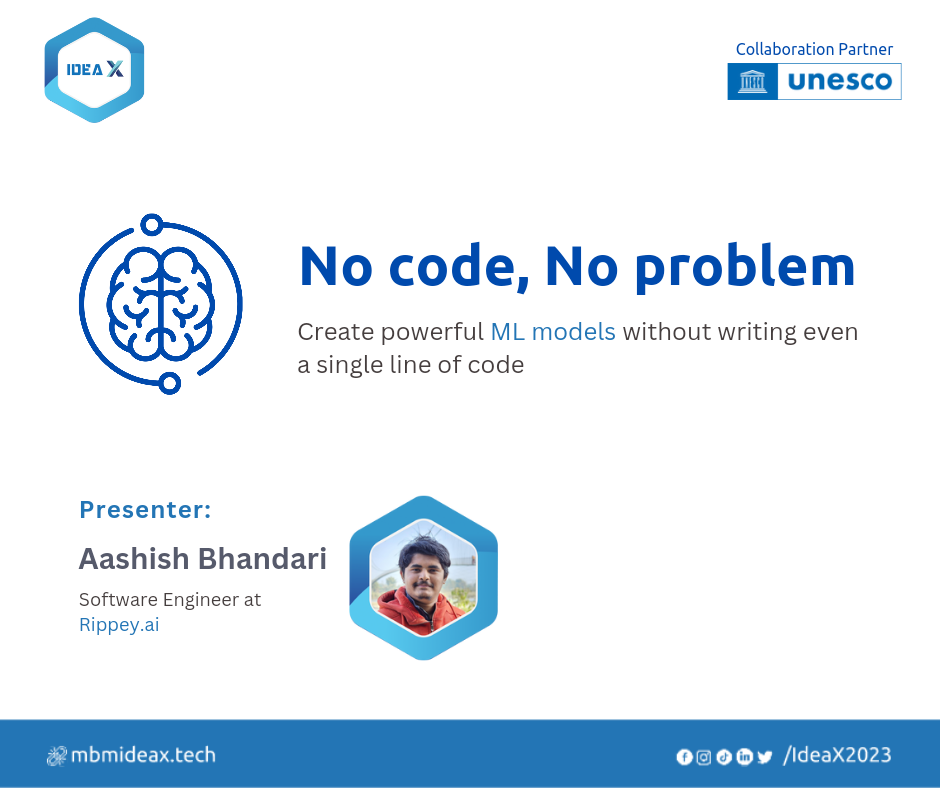 IDEA X
Collaboration Partner
unesco
No code, No problem
Create powerful ML models without writing even
a single line of code
Presenter:
Aashish Bhandari
Software Engineer at
Rippey.ai
mbmideax.tech
/IdeaX2023